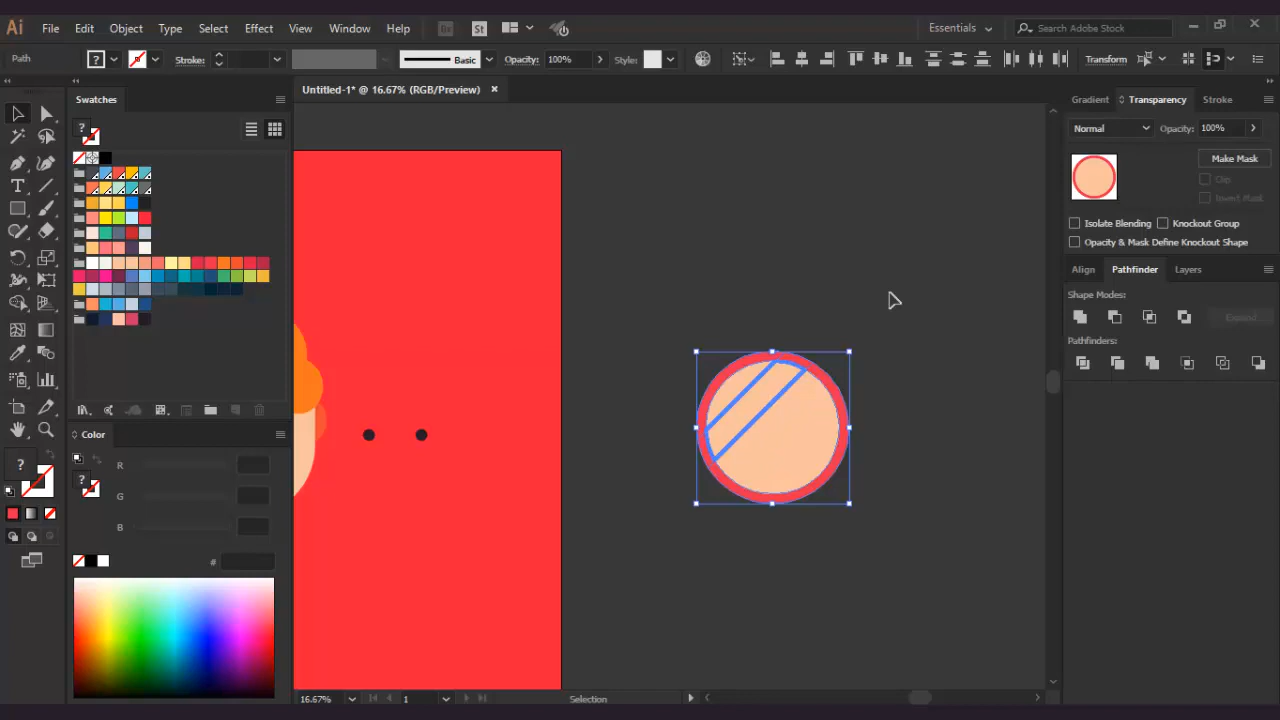 Ai File Edit Object Type Select Effect View Window Help Br St Essentials Search Adobe Stock
Path ? Stroke: Basic Opacity: 100% Style: Transform
Swatches
Untitled-1* @ 16.67% (RGB/Preview)
Gradient Transparency Stroke
Normal Opacity: 100%
Make Mask
Clip
Invert Mask
Isolate Blending Knockout Group
Opacity & Mask Define Knockout Shape
Align Pathfinder Layers
Shape Modes:
Expand
Pathfinders:
Color
R
G
B
#
16.67% 1 Selection